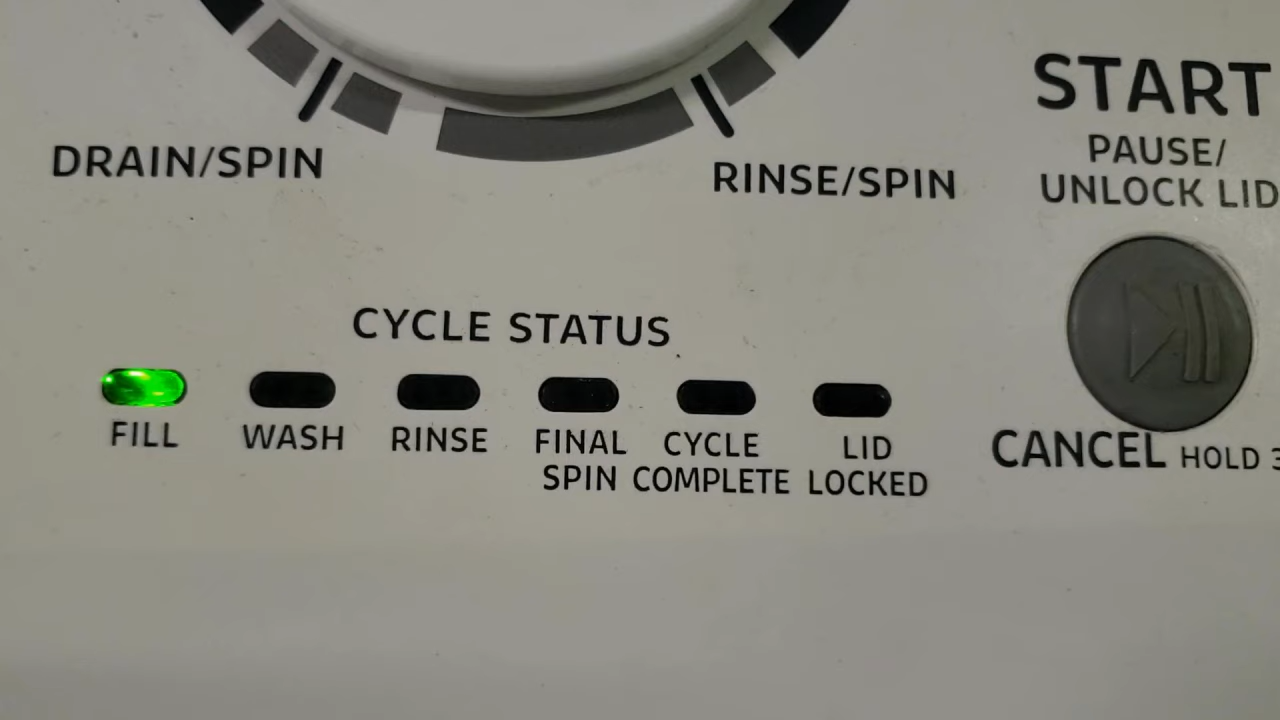 DRAIN/SPIN
RINSE/SPIN
START
PAUSE/
UNLOCK LID
CYCLE STATUS
FILL
WASH
RINSE
FINAL
SPIN
CYCLE
COMPLETE
LID
LOCKED
CANCEL HOLD 3